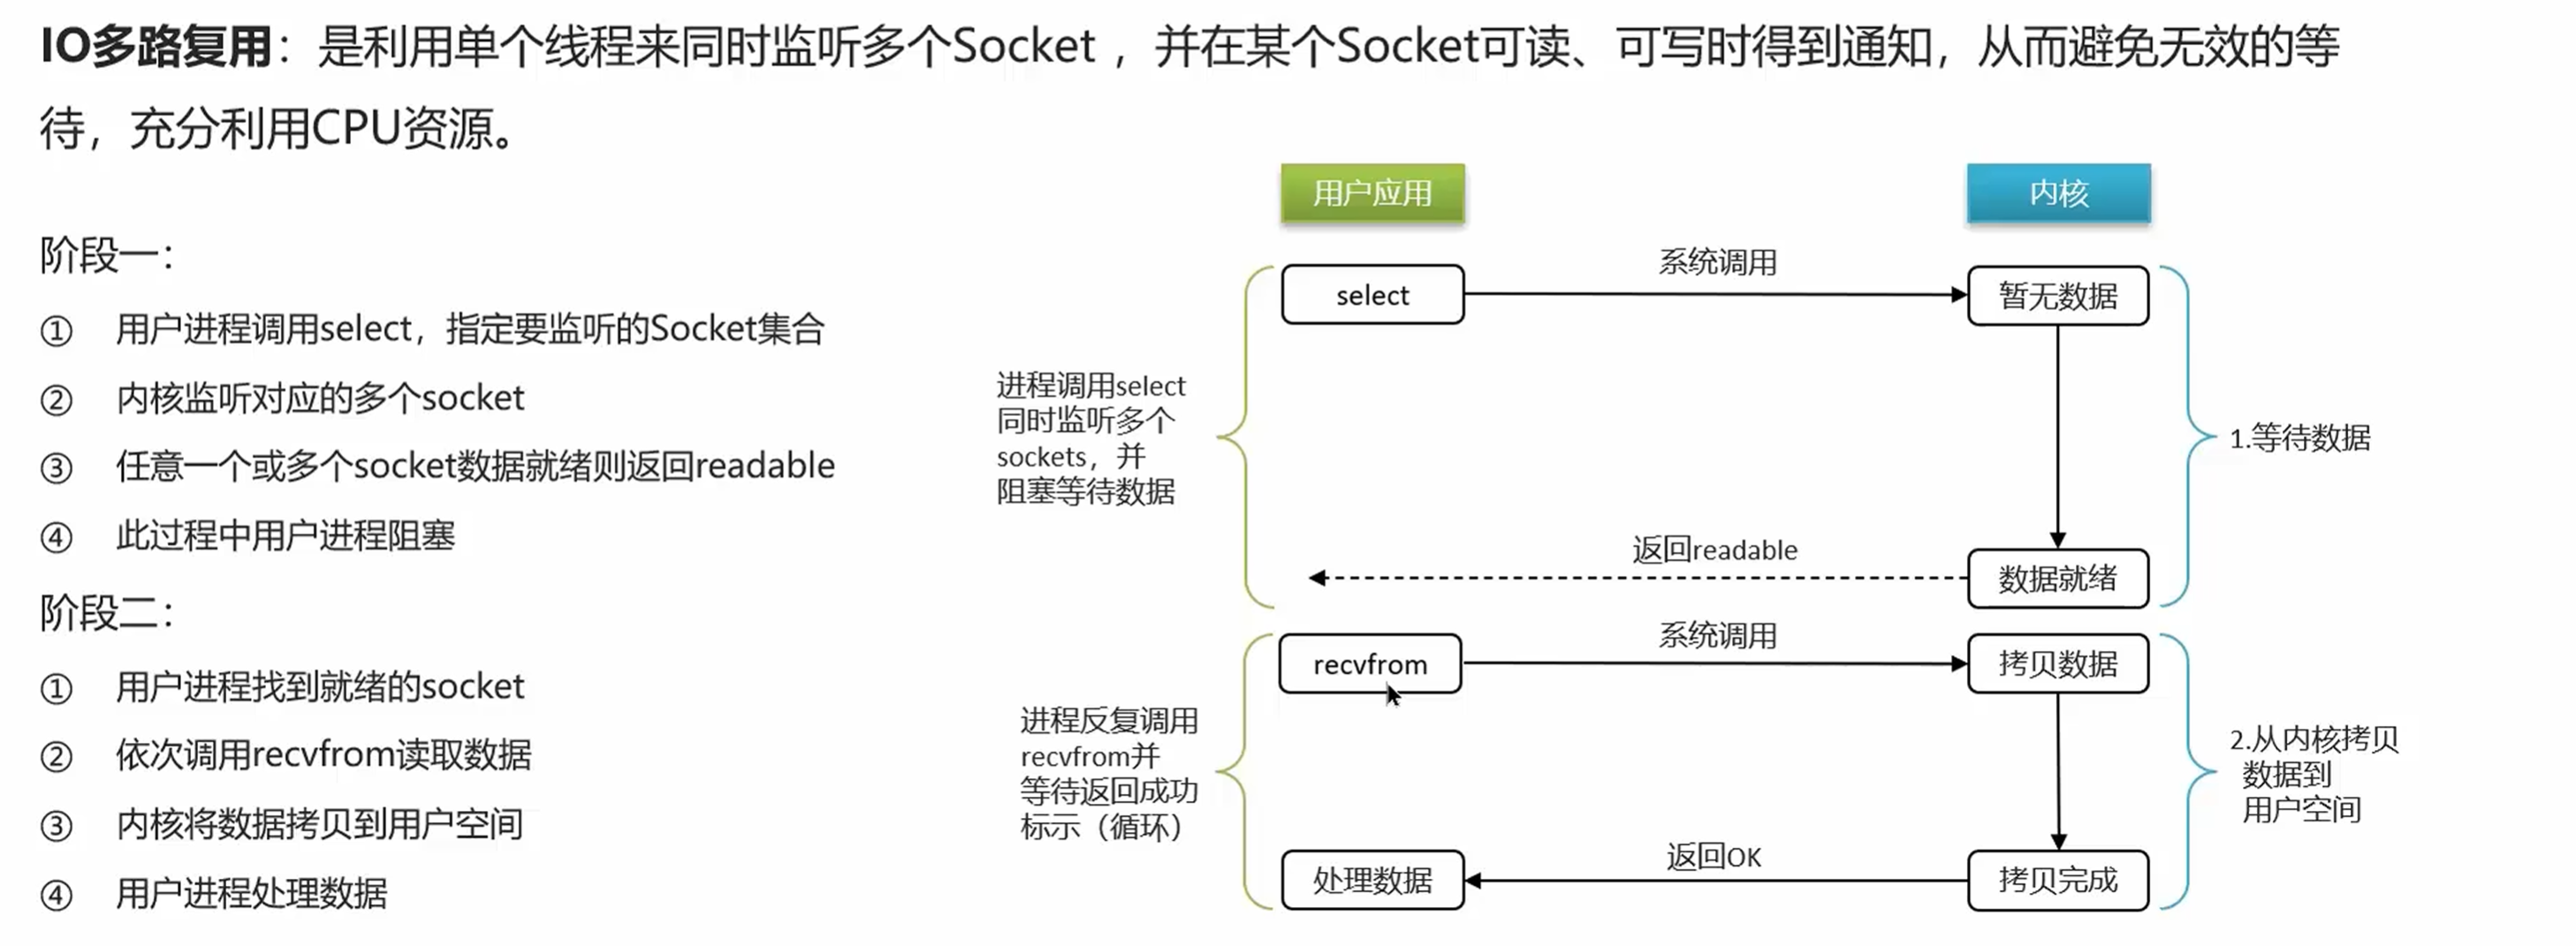 IO多路复用：是利用单个线程来同时监听多个Socket ，并在某个Socket可读、可写时得到通知，从而避免无效的等
待，充分利用CPU资源。
阶段一：
① 用户进程调用select，指定要监听的Socket集合
② 内核监听对应的多个socket
③ 任意一个或多个socket数据就绪则返回readable
④ 此过程中用户进程阻塞
阶段二：
① 用户进程找到就绪的socket
② 依次调用recvfrom读取数据
③ 内核将数据拷贝到用户空间
④ 用户进程处理数据
用户应用
内核
select
系统调用
暂无数据
进程调用select
同时监听多个
sockets，并
阻塞等待数据
1.等待数据
返回readable
数据就绪
recvfrom
系统调用
拷贝数据
进程反复调用
recvfrom并
等待返回成功
标示（循环）
2.从内核拷贝
数据到
用户空间
处理数据
返回OK
拷贝完成